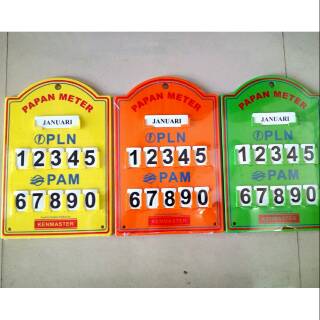 PAPAN METER
JANUARI
PLN
12345
PAM
67890
KENMASTER
PAPAN METER
JANUARI
PLN
12345
PAM
67890
KENMASTER
PAPAN METER
JANUARI
PLN
12345
PAM
67890
KENMASTER